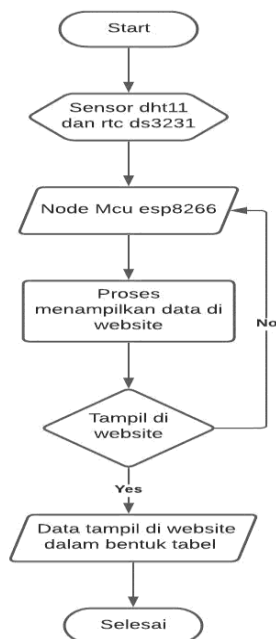 Start
Sensor dht11
dan rtc ds3231
Node Mcu esp8266
Proses
menampilkan data di
website
No
Tampil di
website
Yes
Data tampil di website
dalam bentuk tabel
Selesai